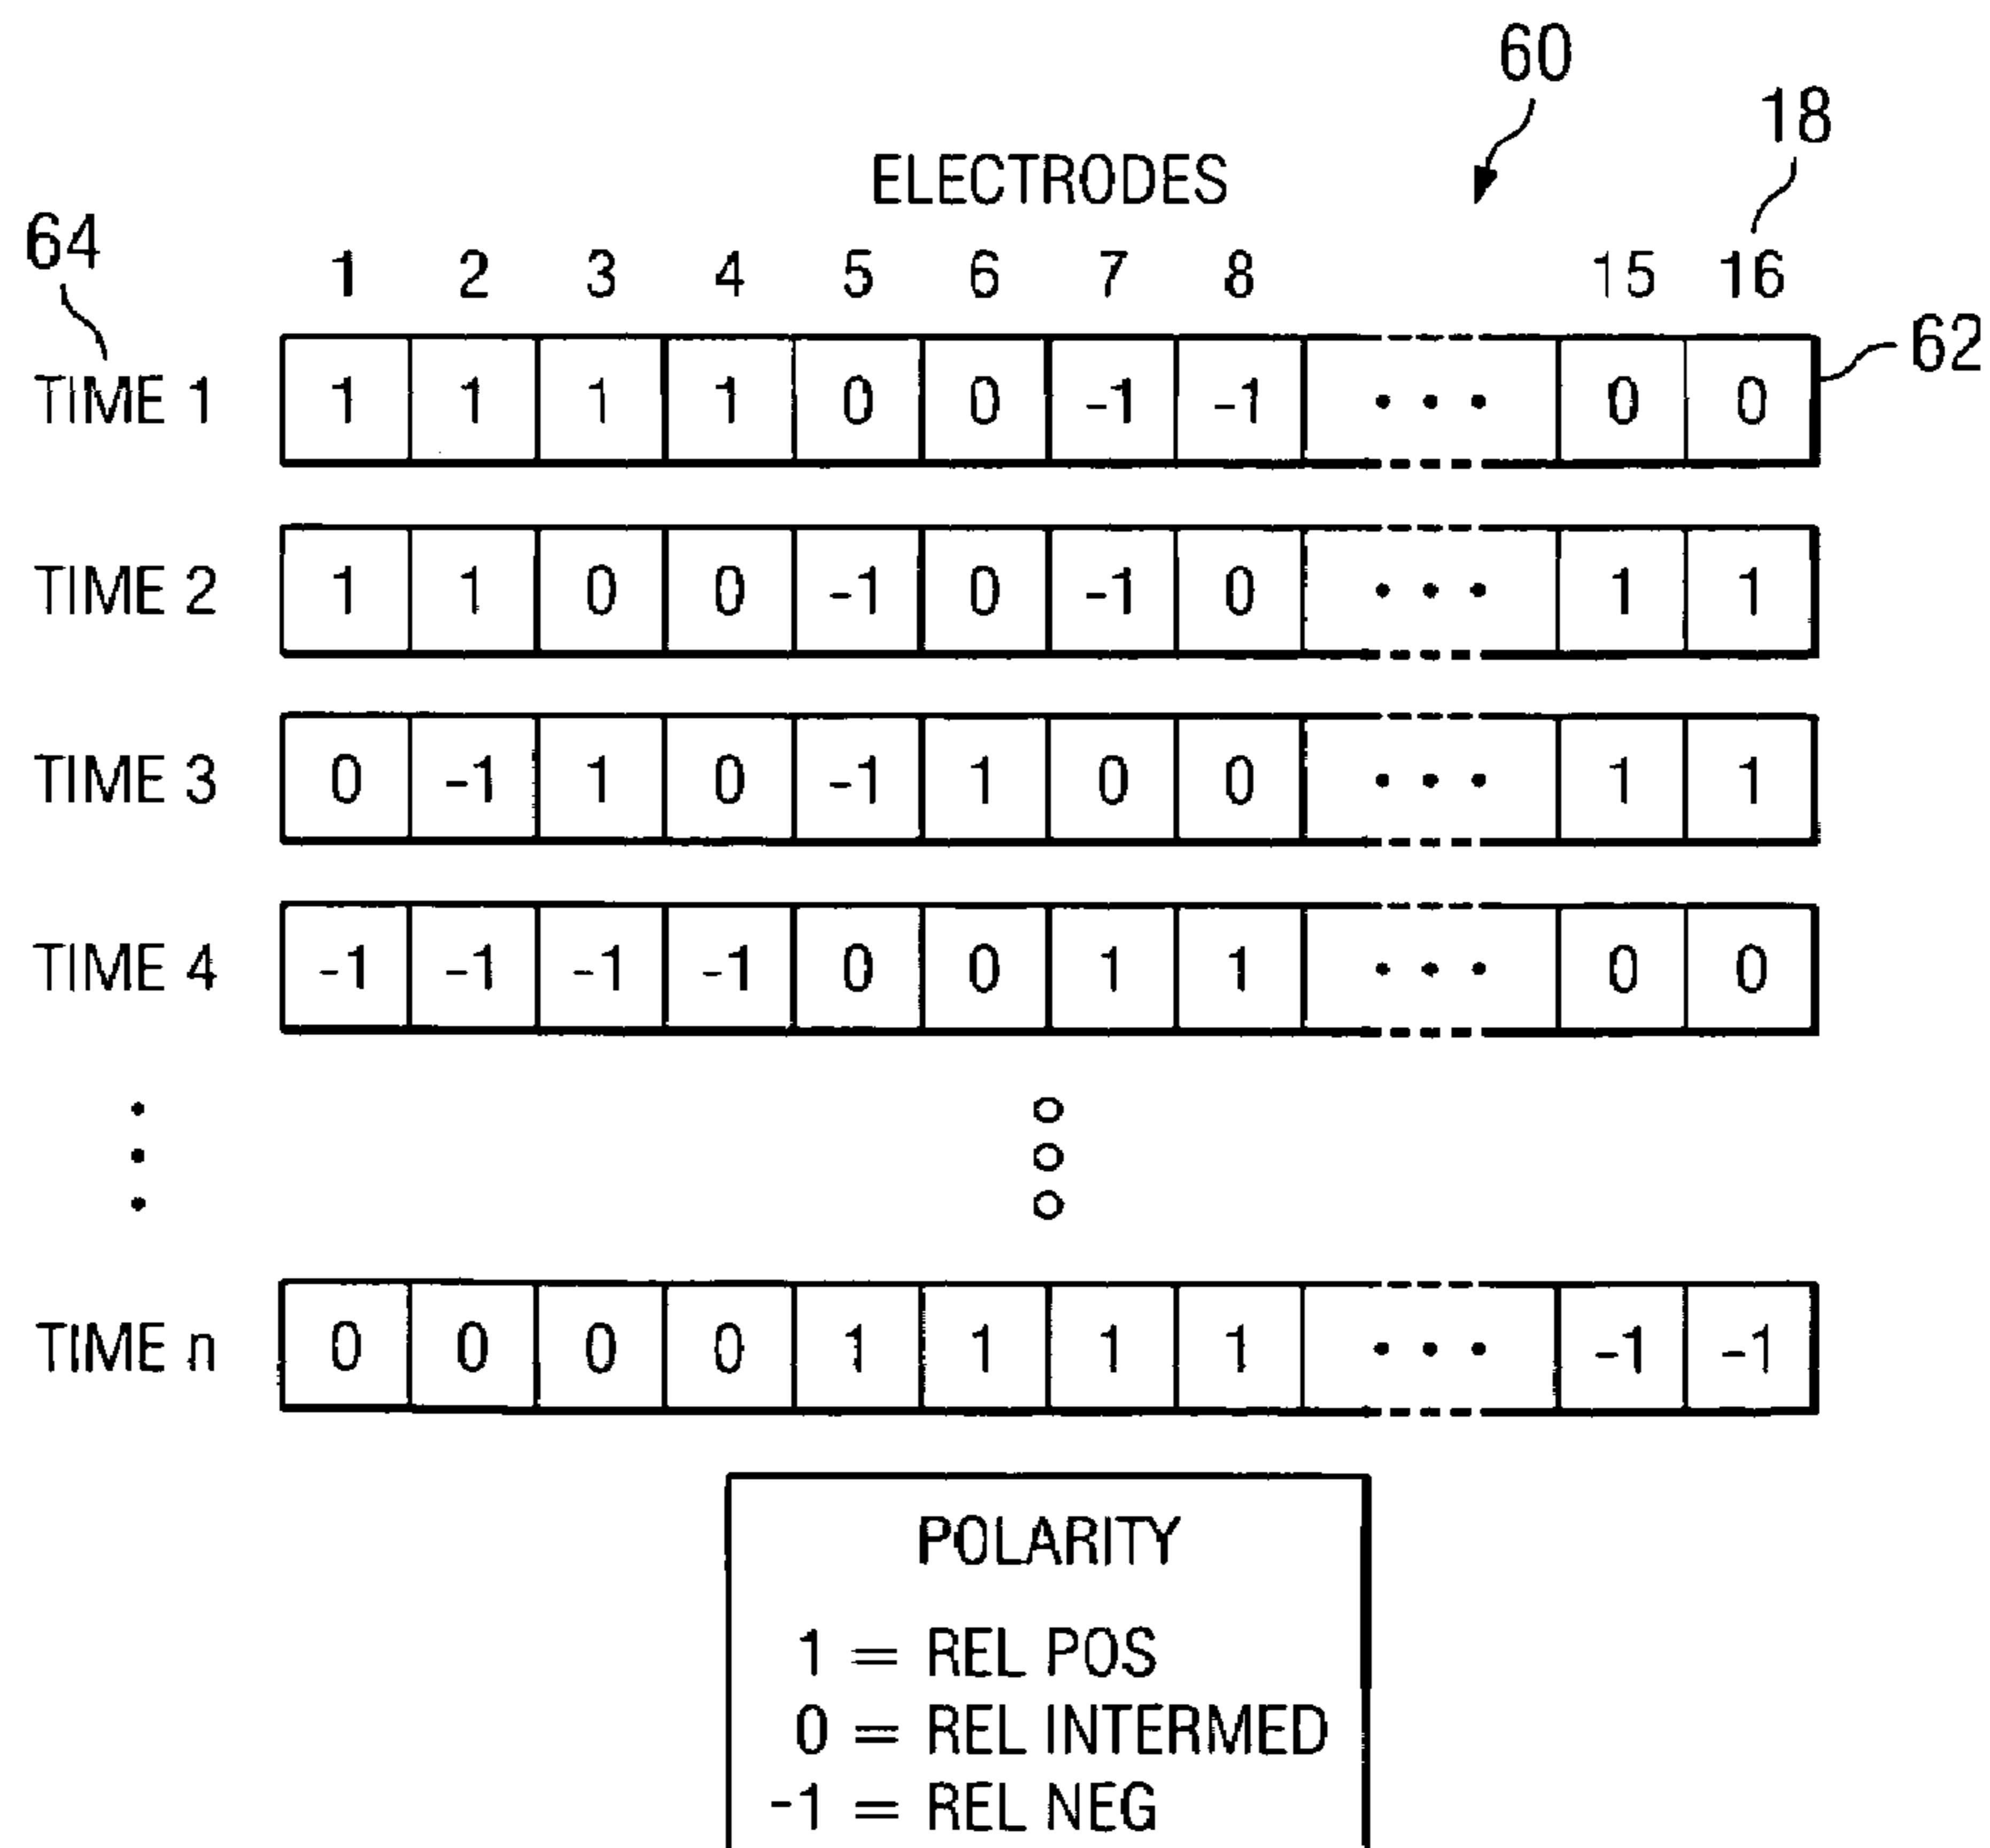 60
18
ELECTRODES
64
1 2 3 4 5 6 7 8 15 16
62
TIME 1 1 1 1 1 0 0 -1 -1 • • • 0 0
TIME 2 1 1 0 0 -1 0 -1 0 • • • 1 1
TIME 3 0 -1 1 0 -1 1 0 0 • • • 1 1
TIME 4 -1 -1 -1 -1 0 0 1 1 • • • 0 0
TIME n 0 0 0 0 1 1 1 1 • • • -1 -1
POLARITY
1 = REL POS
0 = REL INTERMED
-1 = REL NEG